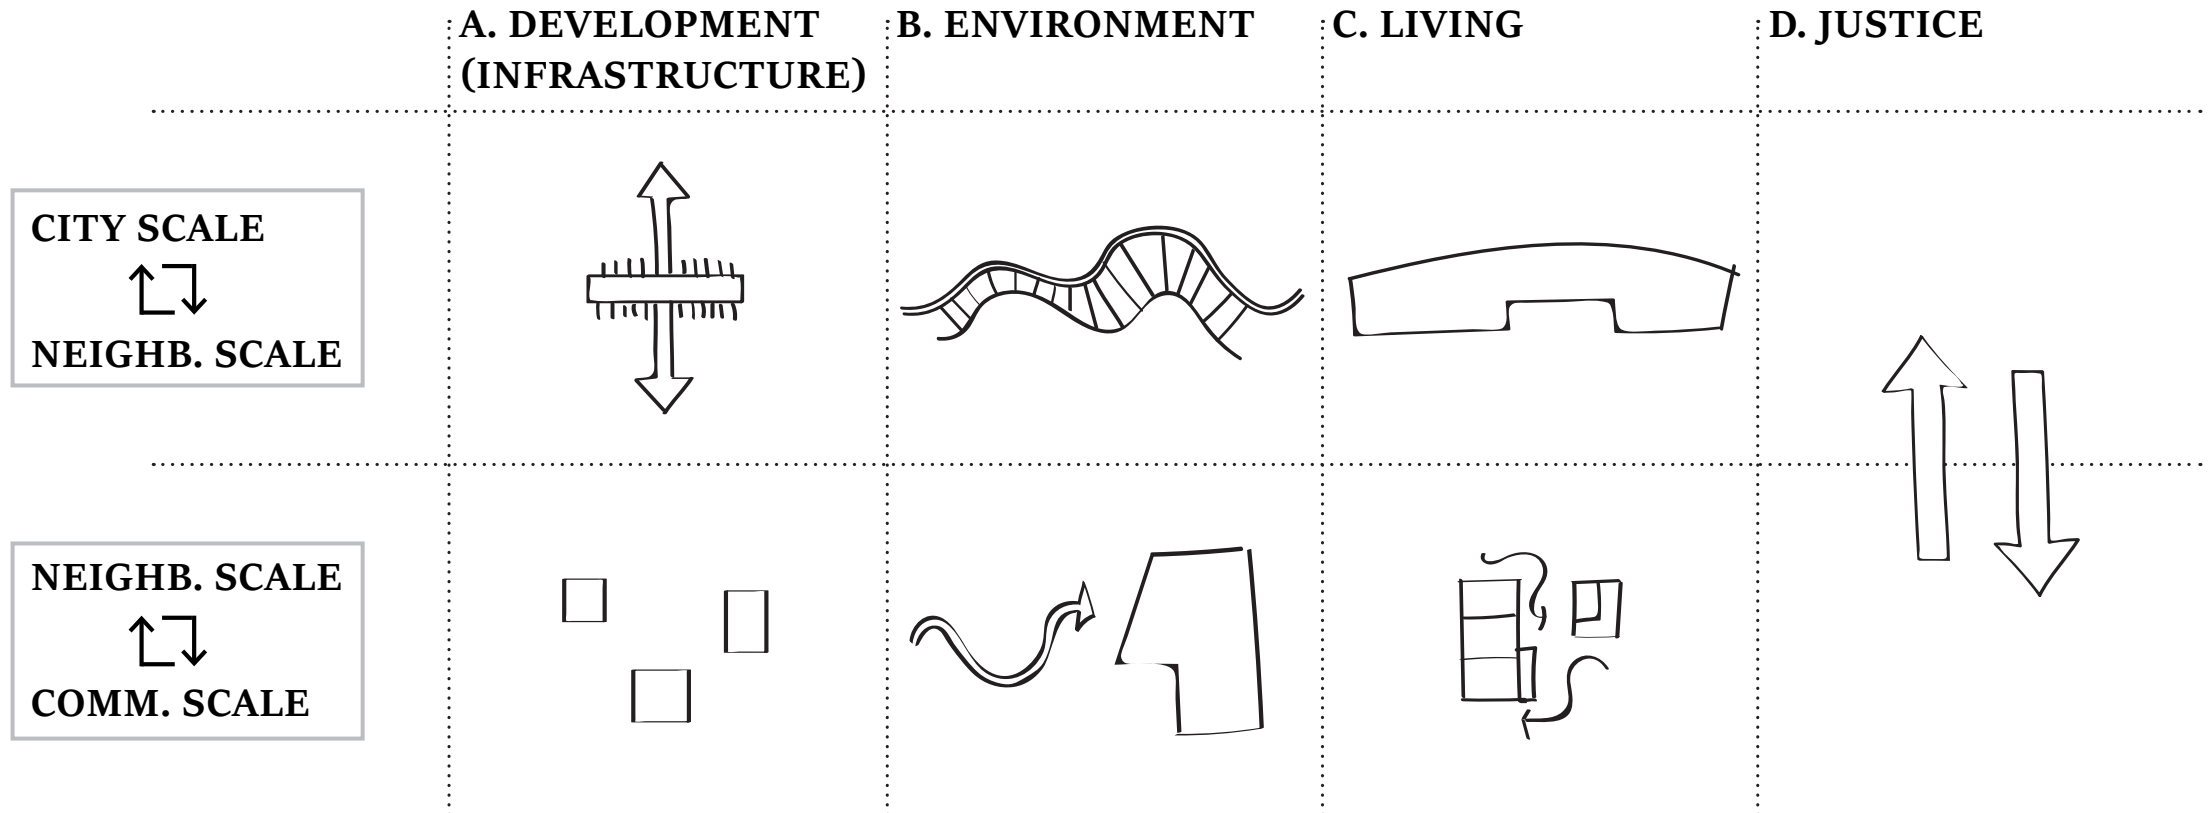 A. DEVELOPMENT
(INFRASTRUCTURE)
B. ENVIRONMENT
C. LIVING
D. JUSTICE
CITY SCALE
NEIGHB. SCALE
NEIGHB. SCALE
COMM. SCALE